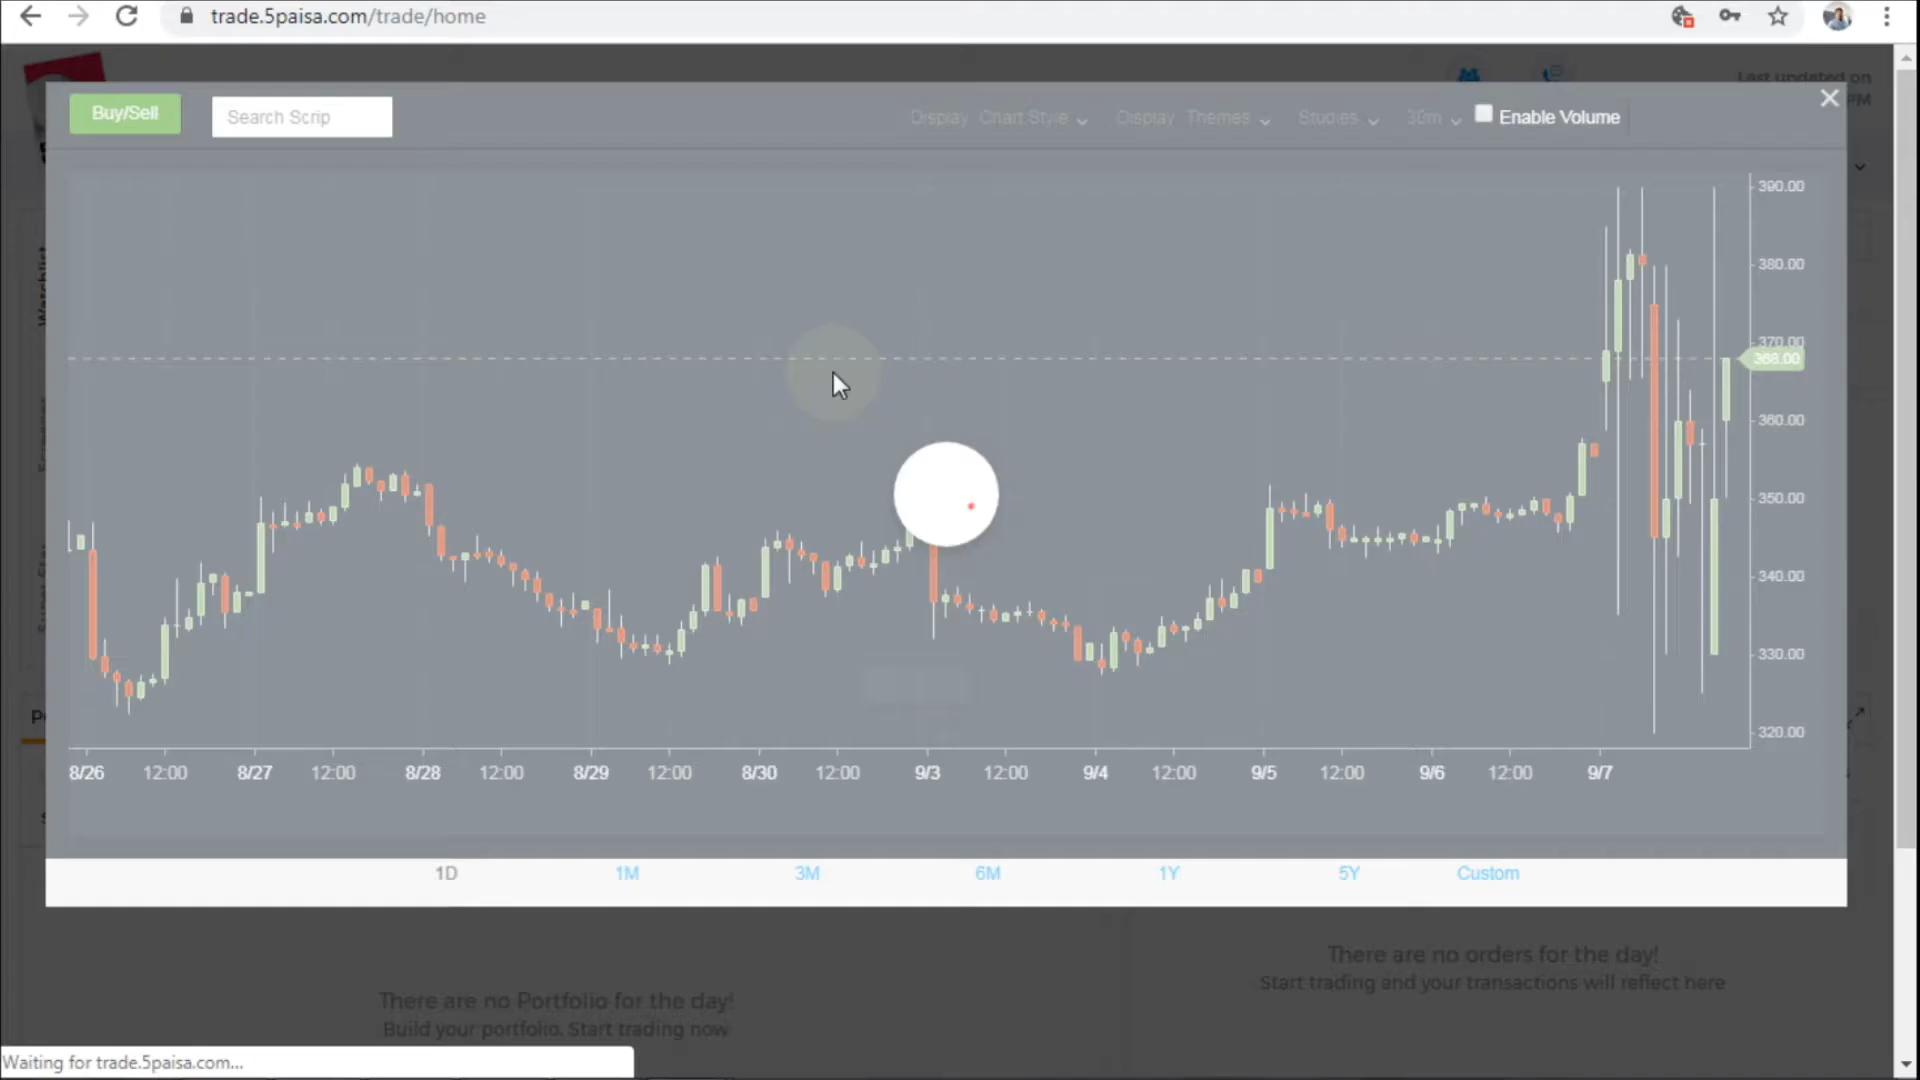 trade.5paisa.com/trade/home
Last updated on
PM
Buy/Sell
Search Scrip
Display Chart Style
Display Themes
Studies
30m
Enable Volume
Watchlist
390.00
380.00
370.00
368.00
360.00
350.00
340.00
330.00
320.00
8/26 12:00 8/27 12:00 8/28 12:00 8/29 12:00 8/30 12:00 9/3 12:00 9/4 12:00 9/5 12:00 9/6 12:00 9/7
1D 1M 3M 6M 1Y 5Y Custom
There are no orders for the day!
Start trading and your transactions will reflect here
There are no Portfolio for the day!
Build your portfolio. Start trading now
Waiting for trade.5paisa.com...